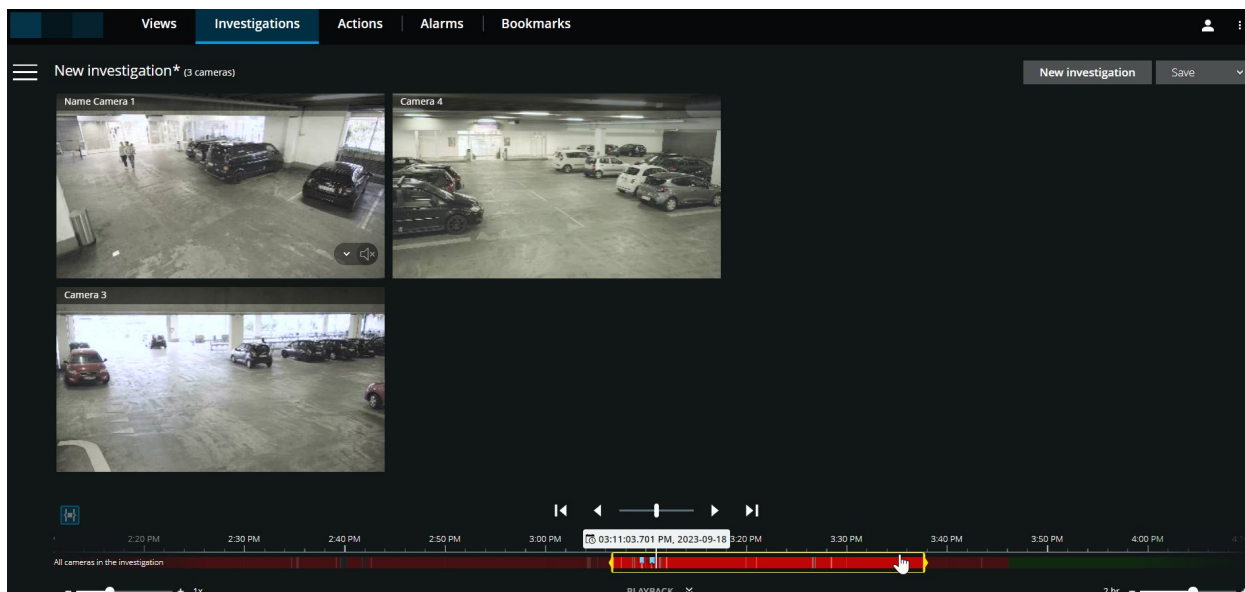 Views Investigations Actions Alarms Bookmarks
New investigation* (3 cameras)
New investigation Save
Name Camera 1
Camera 4
Camera 3
2:20 PM 2:30 PM 2:40 PM 2:50 PM 3:00 PM 03:11:03.701 PM, 2023-09-18 3:20 PM 3:30 PM 3:40 PM 3:50 PM 4:00 PM
All cameras in the investigation
- + 1x PLAYBACK 2 hr -